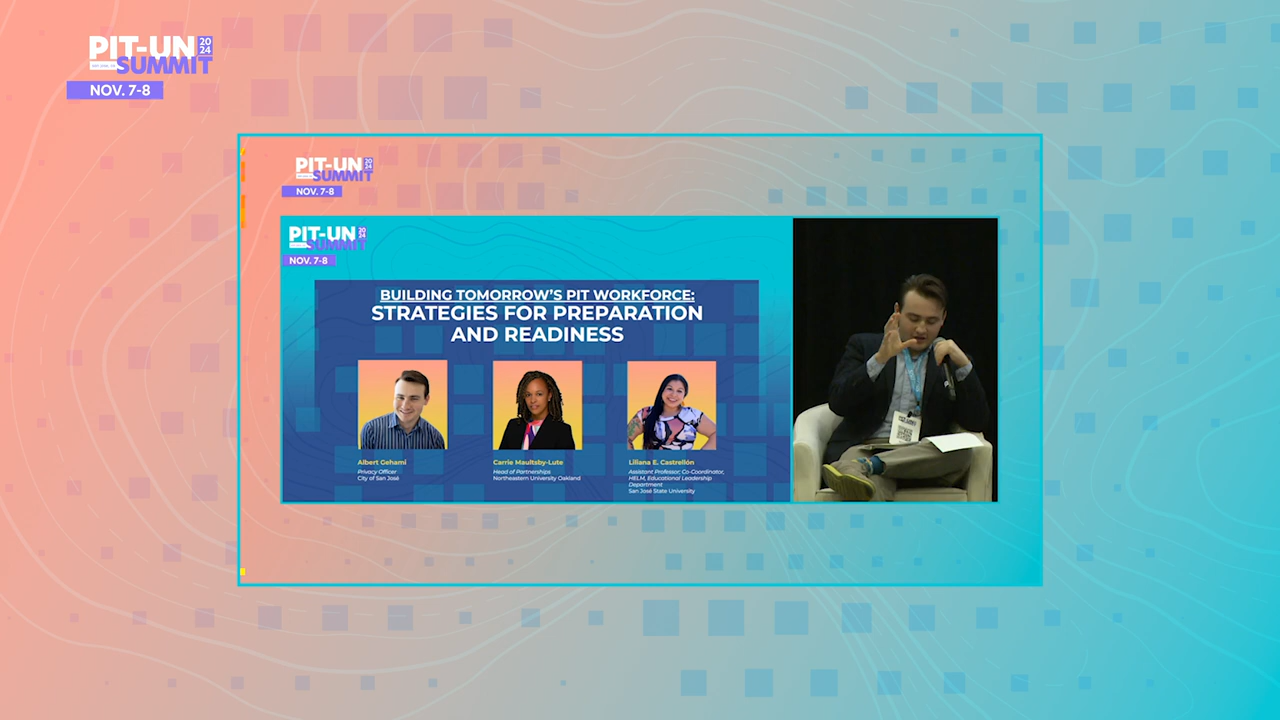 PIT-UN 2024
SUMMIT
NOV. 7-8
PIT-UN 2024
SUMMIT
NOV. 7-8
PIT-UN 2024
SUMMIT
NOV. 7-8
BUILDING TOMORROW'S PIT WORKFORCE:
STRATEGIES FOR PREPARATION
AND READINESS
Albert Gehami
Privacy Officer
City of San José
Carrie Maultsby-Lute
Head of Partnerships
Northeastern University Oakland
Liliana E. Castrellón
Assistant Professor; Co-Coordinator,
HELM, Educational Leadership
Department
San José State University